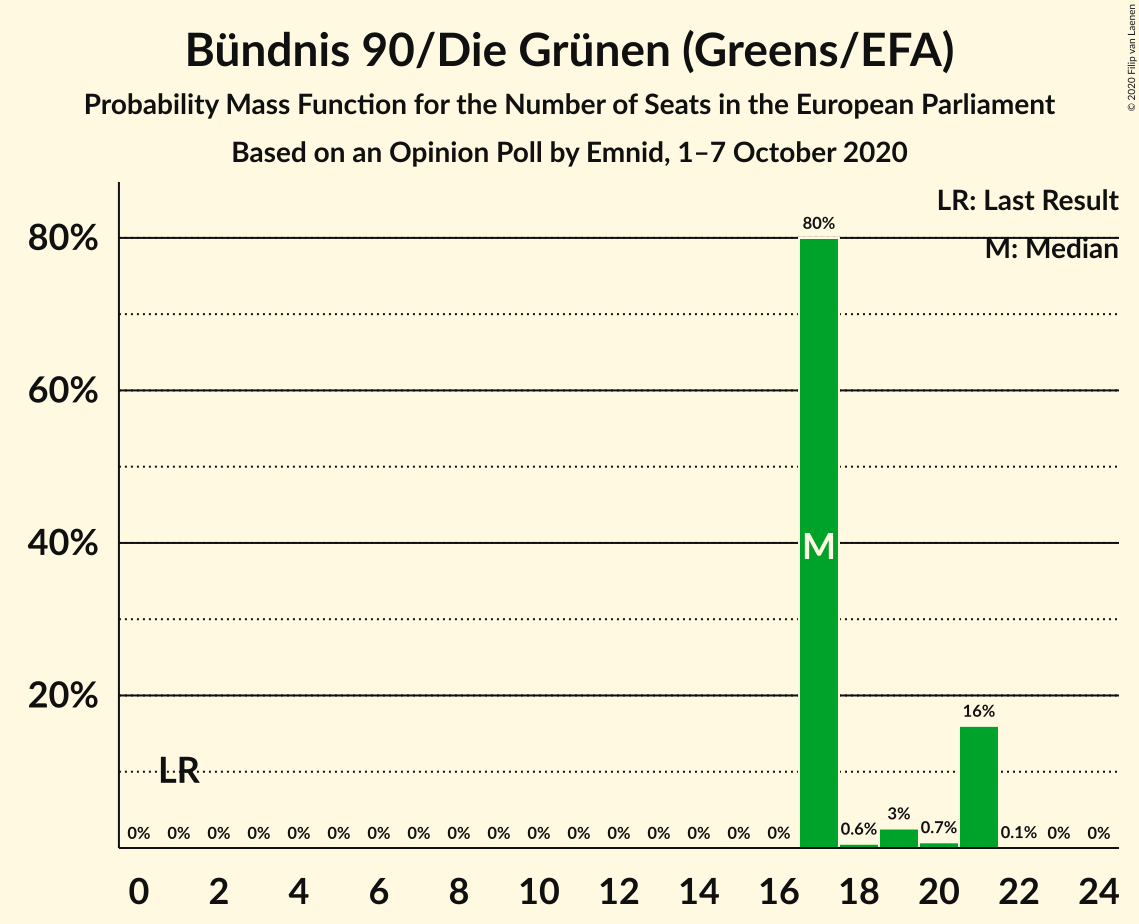 Bündnis 90/Die Grünen (Greens/EFA)
Probability Mass Function for the Number of Seats in the European Parliament
Based on an Opinion Poll by Emnid, 1–7 October 2020
© 2020 Filip van Laenen
LR: Last Result
M: Median
80%
60%
40%
20%
80%
M
16%
LR
0% 0% 0% 0% 0% 0% 0% 0% 0% 0% 0% 0% 0% 0% 0% 0% 0% 0.6% 3% 0.7% 0.1% 0% 0%
0 2 4 6 8 10 12 14 16 18 20 22 24